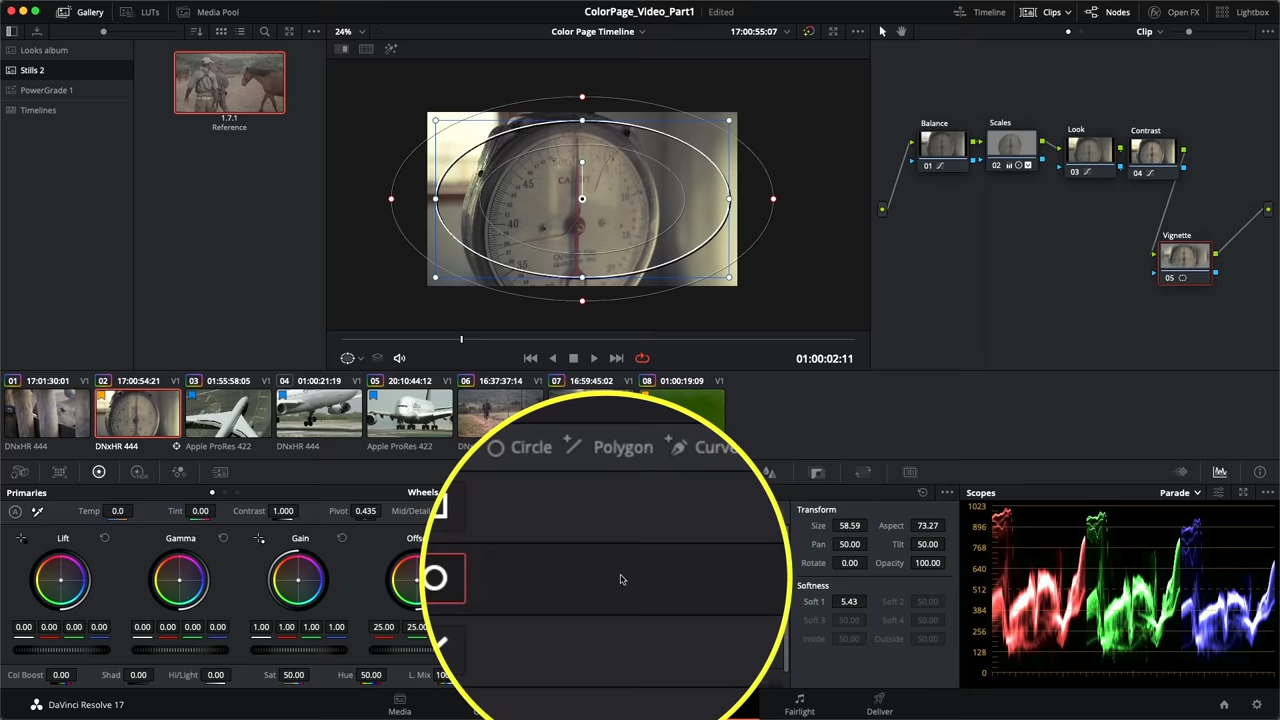 Gallery LUTs Media Pool ColorPage_Video_Part1 Edited Timeline Clips Nodes Open FX Lightbox
24% Color Page Timeline 17:00:55:07 Clip
Looks album
Stills 2
PowerGrade 1
Timelines
1.7.1
Reference
45
40
35
Balance
01
Scales
02
Look
03
Contrast
04
Vignette
05
01:00:02:11
01 17:01:30:01 V1 02 17:00:54:21 V1 03 01:55:58:05 V1 04 01:00:21:19 V1 05 20:10:44:12 V1 06 16:37:37:14 V1 07 16:59:45:02 V1 08 01:00:19:09 V1
DNxHR 444 DNxHR 444 Apple ProRes 422 DNxHR 444 Apple ProRes 422
Circle Polygon
Primaries Wheels
Temp 0.0 Tint 0.00 Contrast 1.000 Pivot 0.435 Mid/Detail
Lift Gamma Gain
0.00 0.00 0.00 0.00 0.00 0.00 0.00 0.00 1.00 1.00 1.00 1.00 25.00
Col Boost 0.00 Shad 0.00 Hi/Light 0.00 Sat 50.00 Hue 50.00 L. Mix
Transform
Size 58.59 Aspect 73.27
Pan 50.00 Tilt 50.00
Rotate 0.00 Opacity 100.00
Softness
Soft 1 5.43 Soft 2 50.00
Soft 3 50.00 Soft 4 50.00
Inside 50.00 Outside 50.00
Scopes Parade
1023
896
768
640
512
384
256
128
0
DaVinci Resolve 17 Media Fairlight Deliver